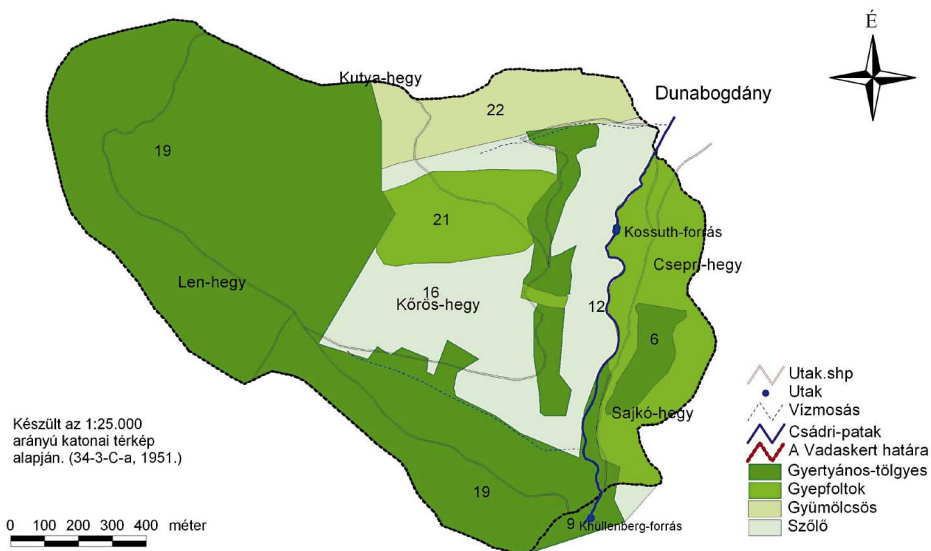 É
Kutya-hegy
Dunabogdány
22
19
21
Kossuth-forrás
Csepri-hegy
Len-hegy
16
Kőrös-hegy
12
6
Sajkó-hegy
19
9
Khüllenberg-forrás
Készült az 1:25.000
arányú katonai térkép
alapján. (34-3-C-a, 1951.)
0 100 200 300 400 méter
Utak.shp
Utak
Vízmosás
Csádri-patak
A Vadaskert határa
Gyertyános-tölgyes
Gyepfoltok
Gyümölcsös
Szőlő